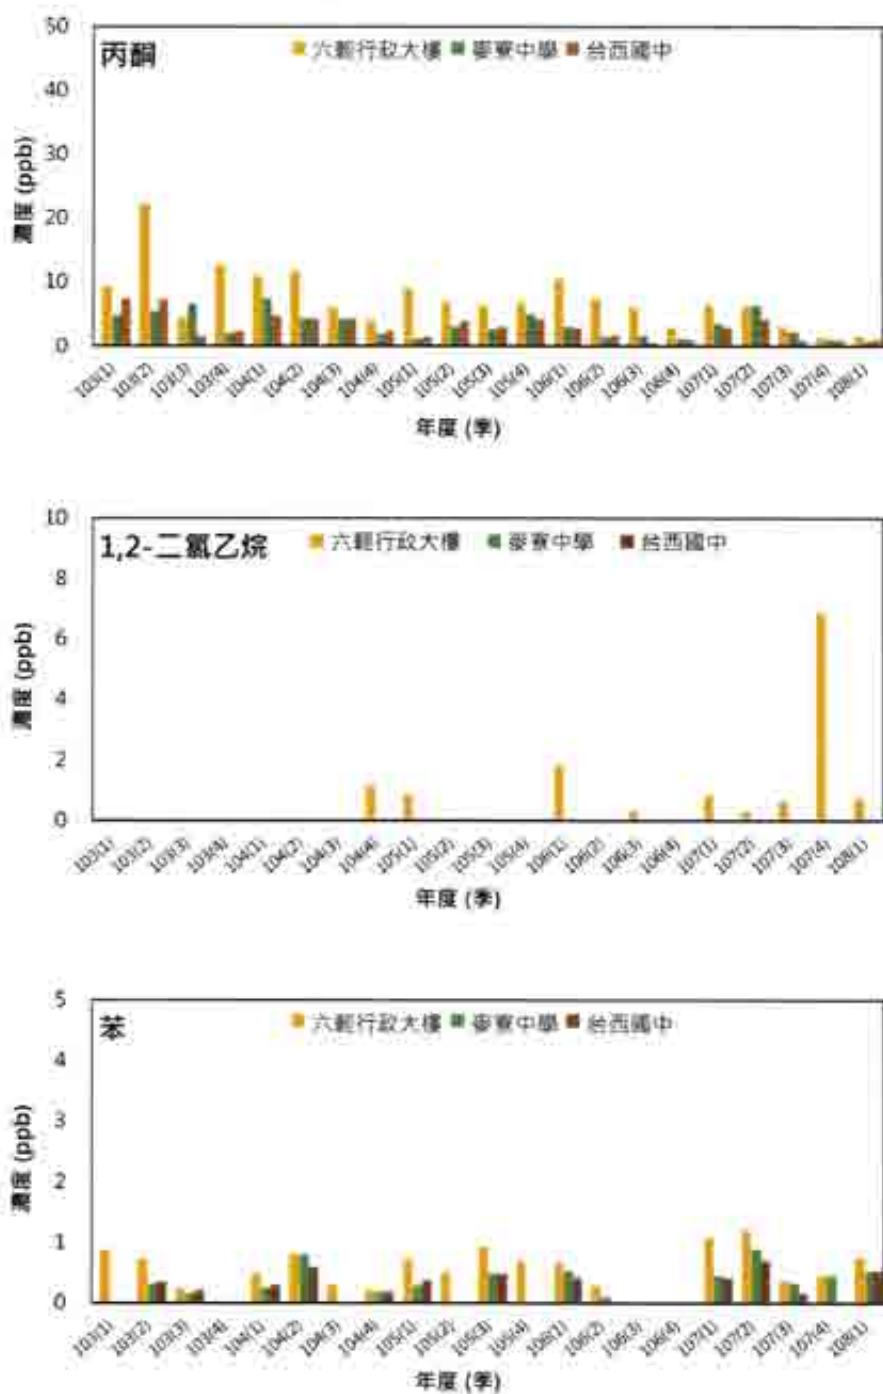 50
丙酮
六輕行政大樓 麥寮中學 台西國中
40
30
20
10
0
濃度 (ppb)
103(1) 103(2) 103(3) 103(4) 104(1) 104(2) 104(3) 104(4) 105(1) 105(2) 105(3) 105(4) 106(1) 106(2) 106(3) 106(4) 107(1) 107(2) 107(3) 107(4) 108(1)
年度 (季)
10
1,2-二氯乙烷
六輕行政大樓 麥寮中學 台西國中
8
6
4
2
0
濃度 (ppb)
103(1) 103(2) 103(3) 103(4) 104(1) 104(2) 104(3) 104(4) 105(1) 105(2) 105(3) 105(4) 106(1) 106(2) 106(3) 106(4) 107(1) 107(2) 107(3) 107(4) 108(1)
年度 (季)
5
苯
六輕行政大樓 麥寮中學 台西國中
4
3
2
1
0
濃度 (ppb)
103(1) 103(2) 103(3) 103(4) 104(1) 104(2) 104(3) 104(4) 105(1) 105(2) 105(3) 105(4) 106(1) 106(2) 106(3) 106(4) 107(1) 107(2) 107(3) 107(4) 108(1)
年度 (季)